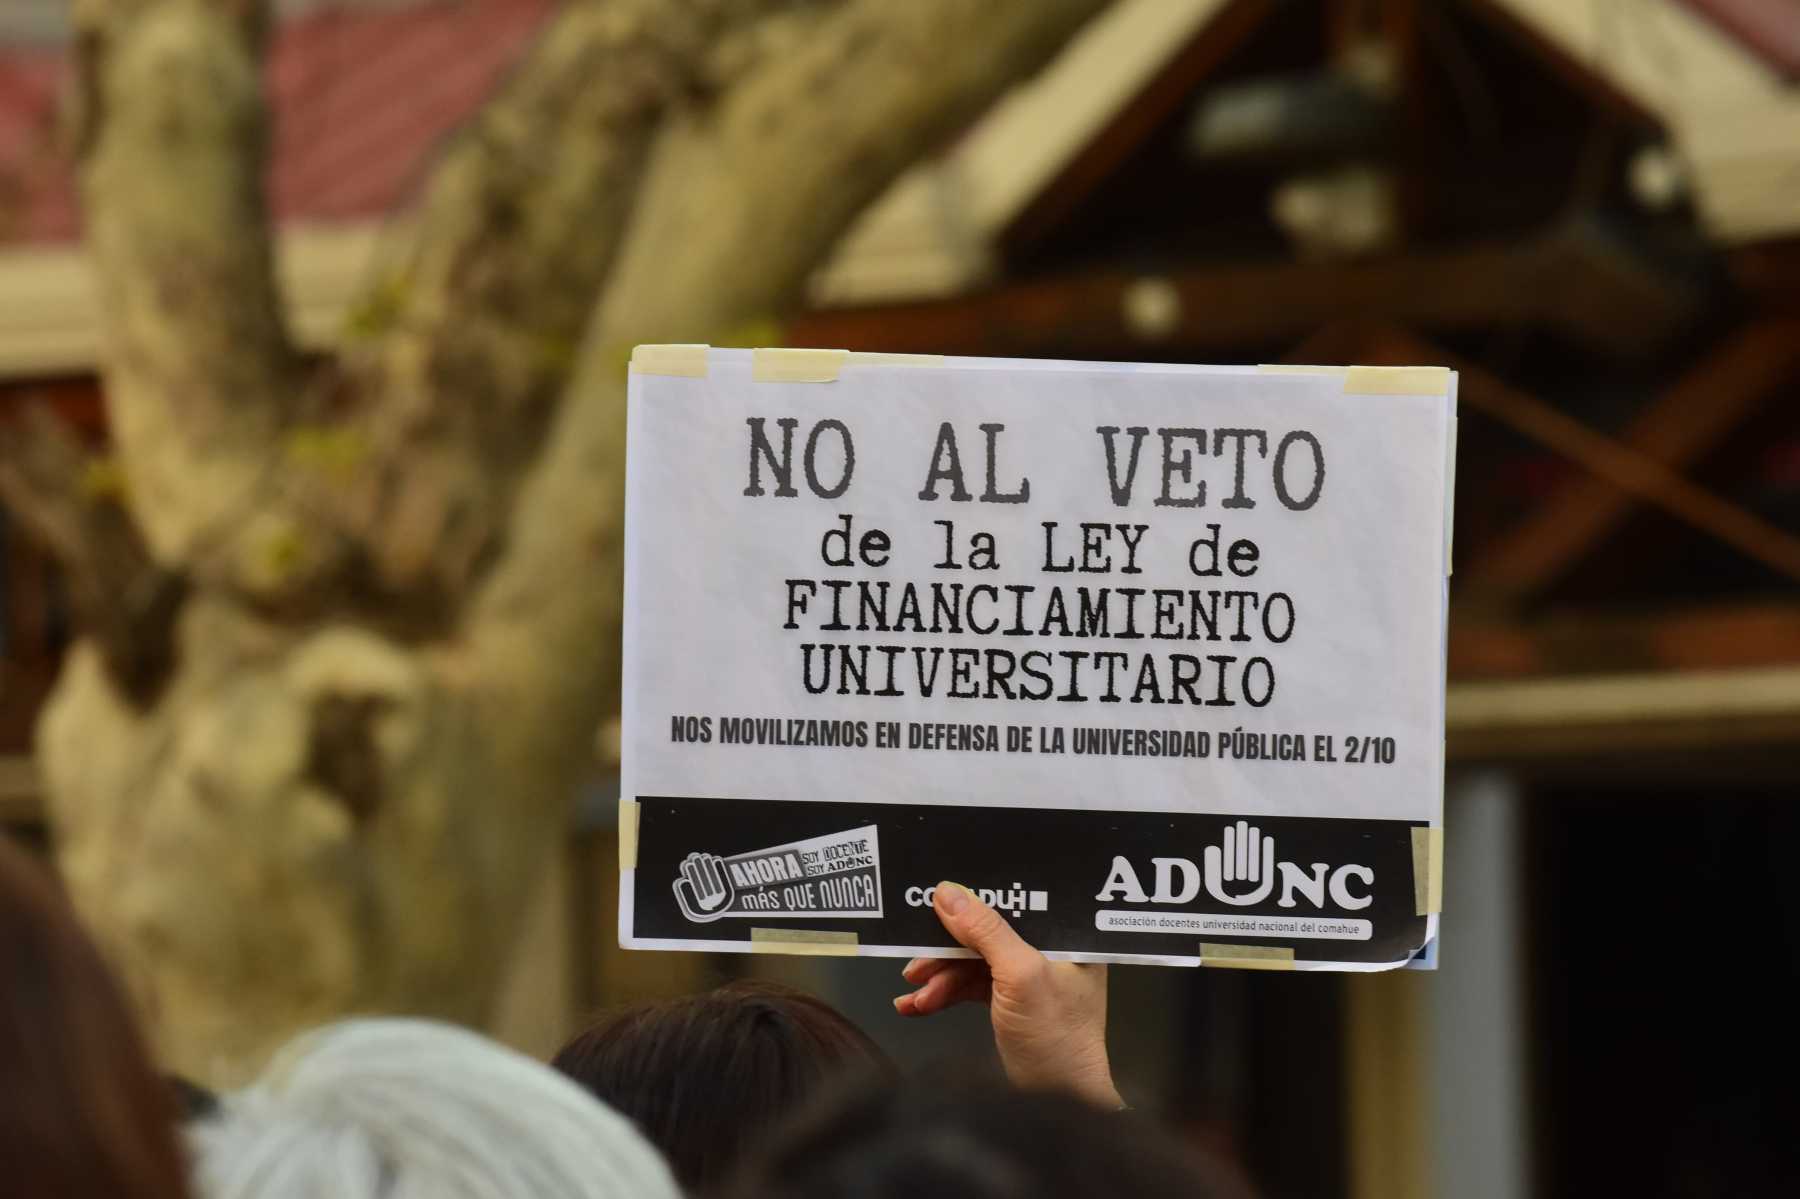 NO AL VETO
de la LEY de
FINANCIAMIENTO
UNIVERSITARIO
NOS MOVILIZAMOS EN DEFENSA DE LA UNIVERSIDAD PÚBLICA EL 2/10
AHORA
MÁS QUE NUNCA
SOY DOCENTE
SOY ADUNC
ADUNC
asociación docentes universidad nacional del comahue